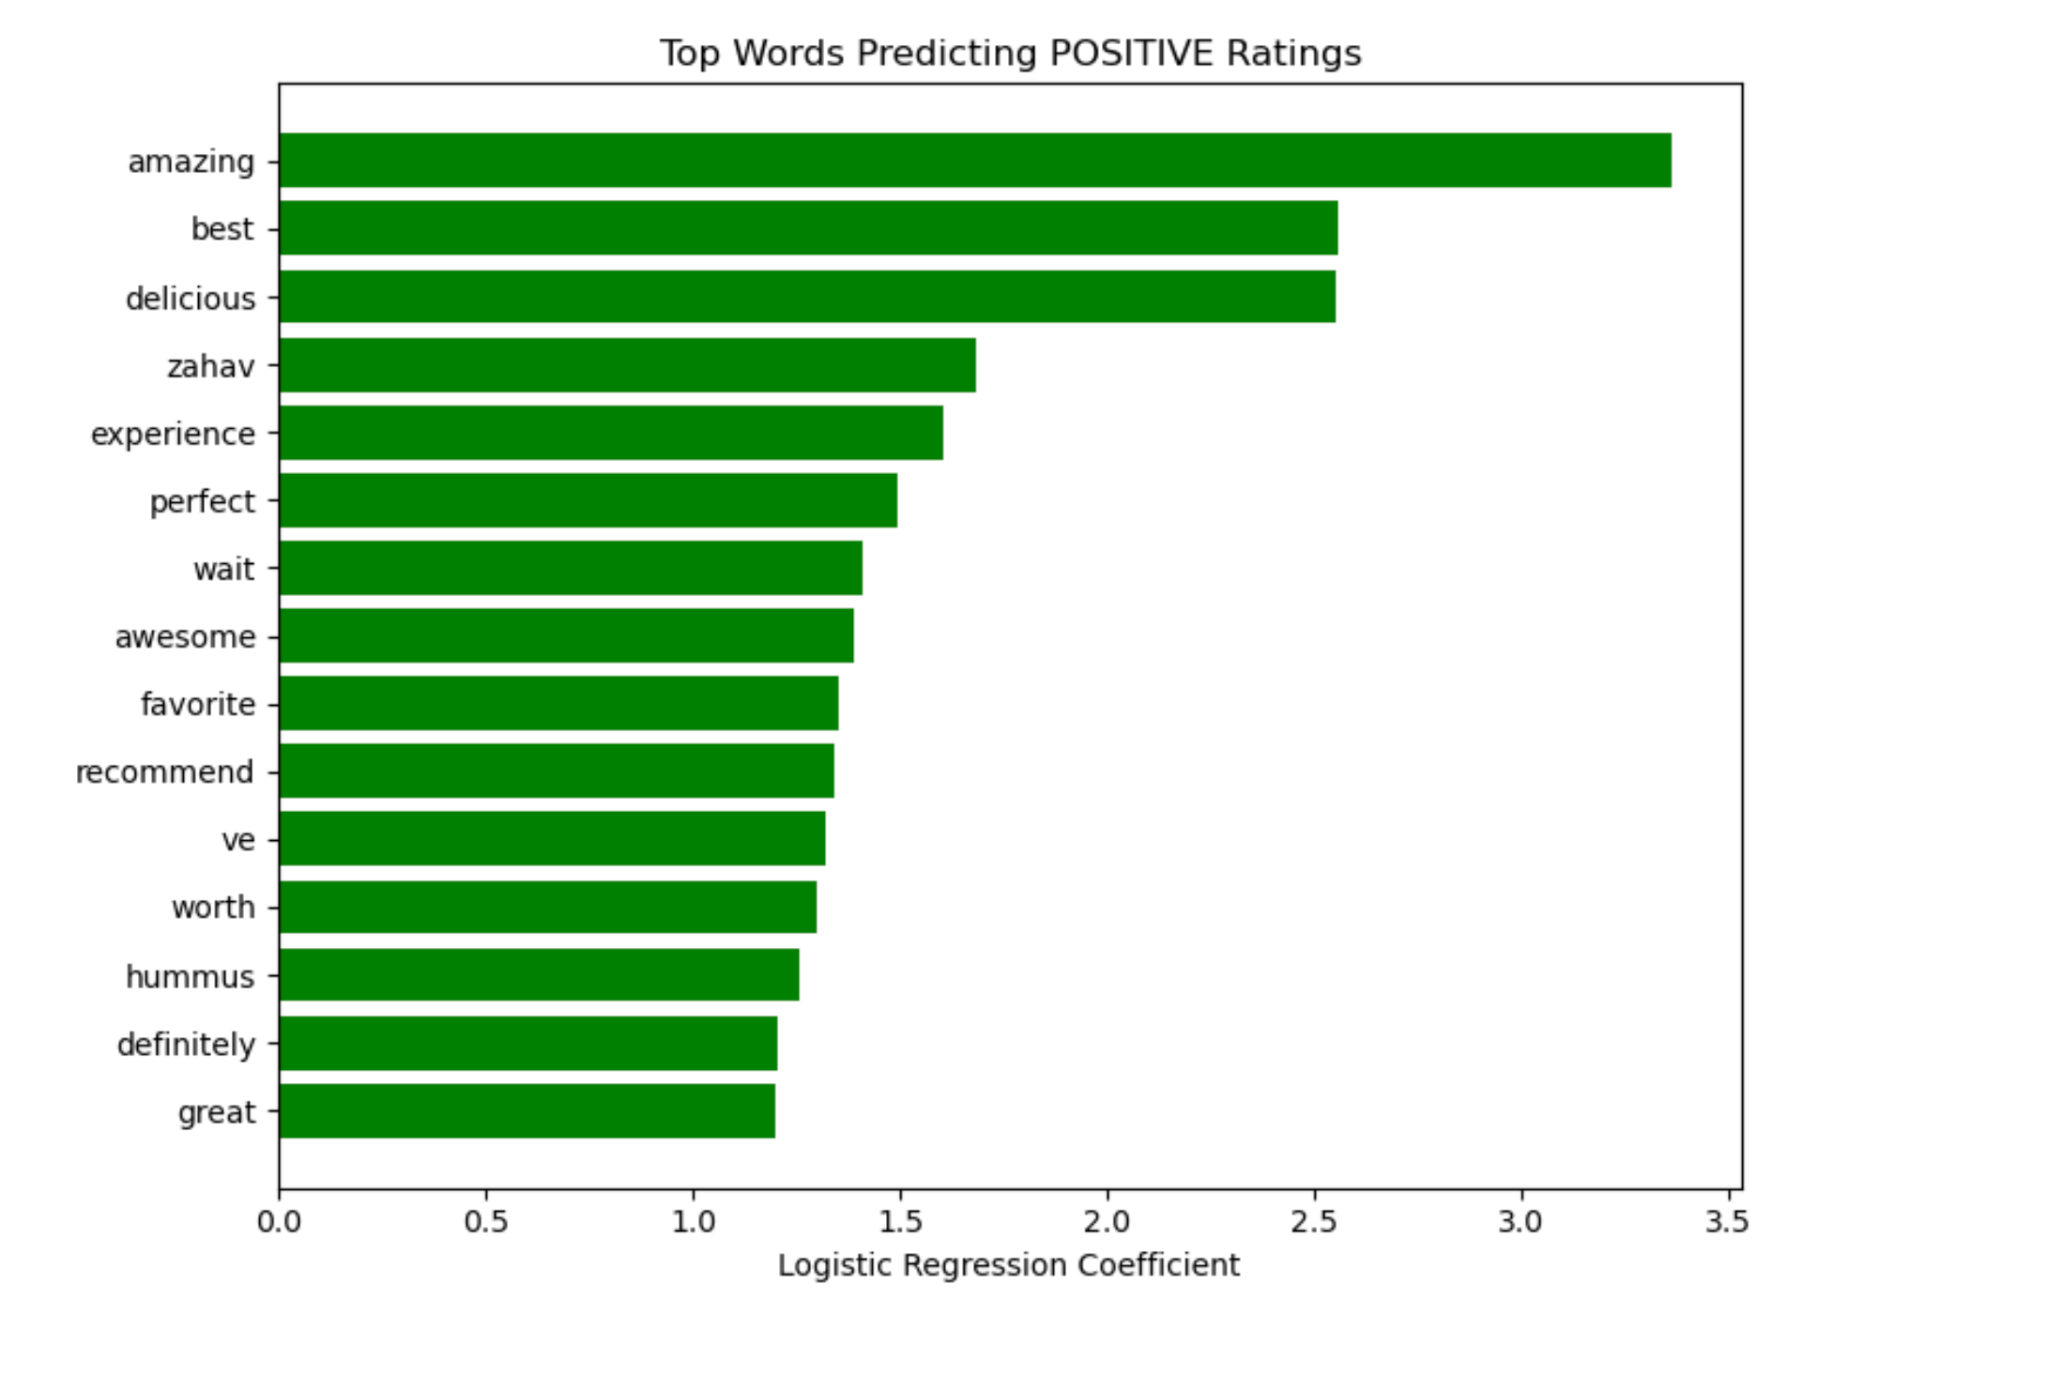 Top Words Predicting POSITIVE Ratings
amazing
best
delicious
zahav
experience
perfect
wait
awesome
favorite
recommend
ve
worth
hummus
definitely
great
0.0 0.5 1.0 1.5 2.0 2.5 3.0 3.5
Logistic Regression Coefficient